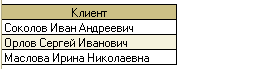 Клиент
Соколов Иван Андреевич
Орлов Сергей Иванович
Маслова Ирина Николаевна